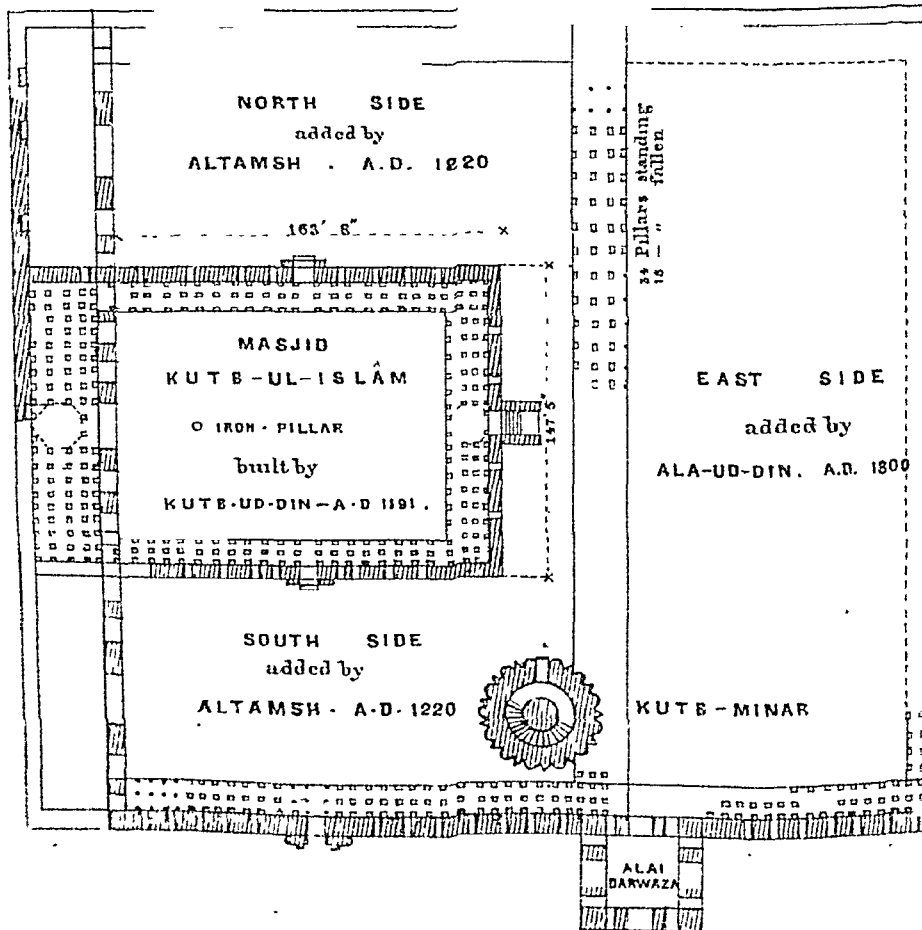 NORTH SIDE
added by
ALTAMSH . A.D. 1220
163' 8"
34 Pillars standing
15 — " fallen
MASJID
KUTB-UL-ISLÂM
IRON - PILLAR
built by
KUTB-UD-DIN-A-D 1191.
147' 5"
EAST SIDE
added by
ALA-UD-DIN. A.D. 1300
SOUTH SIDE
added by
ALTAMSH - A-D- 1220
KUTB-MINAR
ALAI
DARWAZA